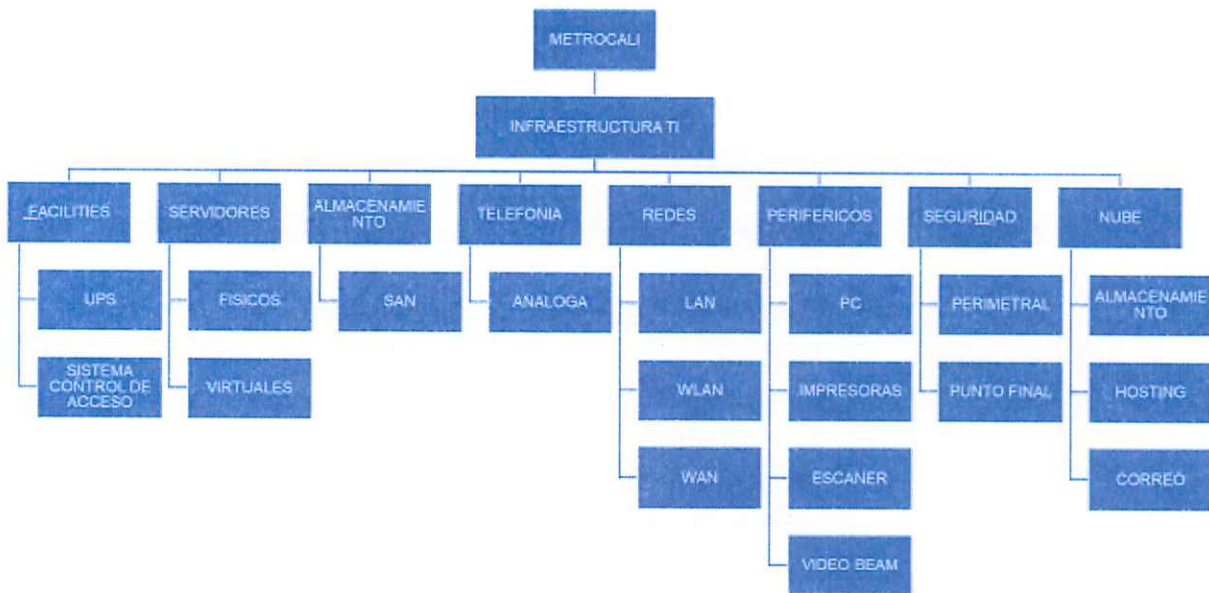 METROCALI
INFRAESTRUCTURA TI
FACILITIES
SERVIDORES
ALMACENAMIE
NTO
TELEFONIA
REDES
PERIFERICOS
SEGURIDAD
NUBE
UPS
FISICOS
SAN
ANALOGA
LAN
PC
PERIMETRAL
ALMACENAMIE
NTO
SISTEMA
CONTROL DE
ACCESO
VIRTUALES
WLAN
IMPRESORAS
PUNTO FINAL
HOSTING
WAN
ESCANER
CORREO
VIDEO BEAM